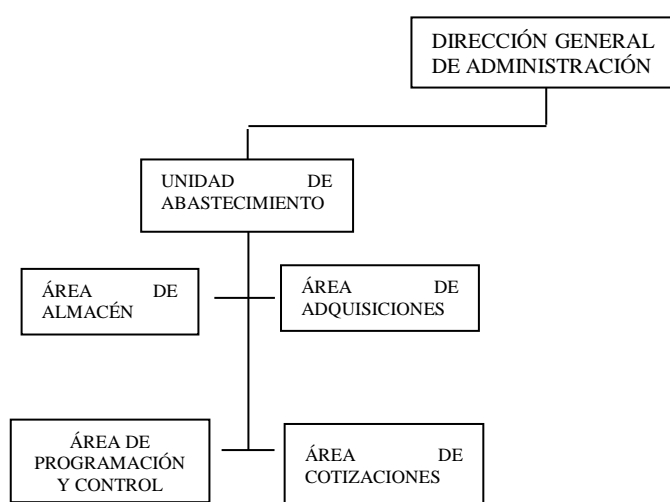 DIRECCIÓN GENERAL
DE ADMINISTRACIÓN
UNIDAD DE
ABASTECIMIENTO
ÁREA DE
ALMACÉN
ÁREA DE
ADQUISICIONES
ÁREA DE
PROGRAMACIÓN
Y CONTROL
ÁREA DE
COTIZACIONES